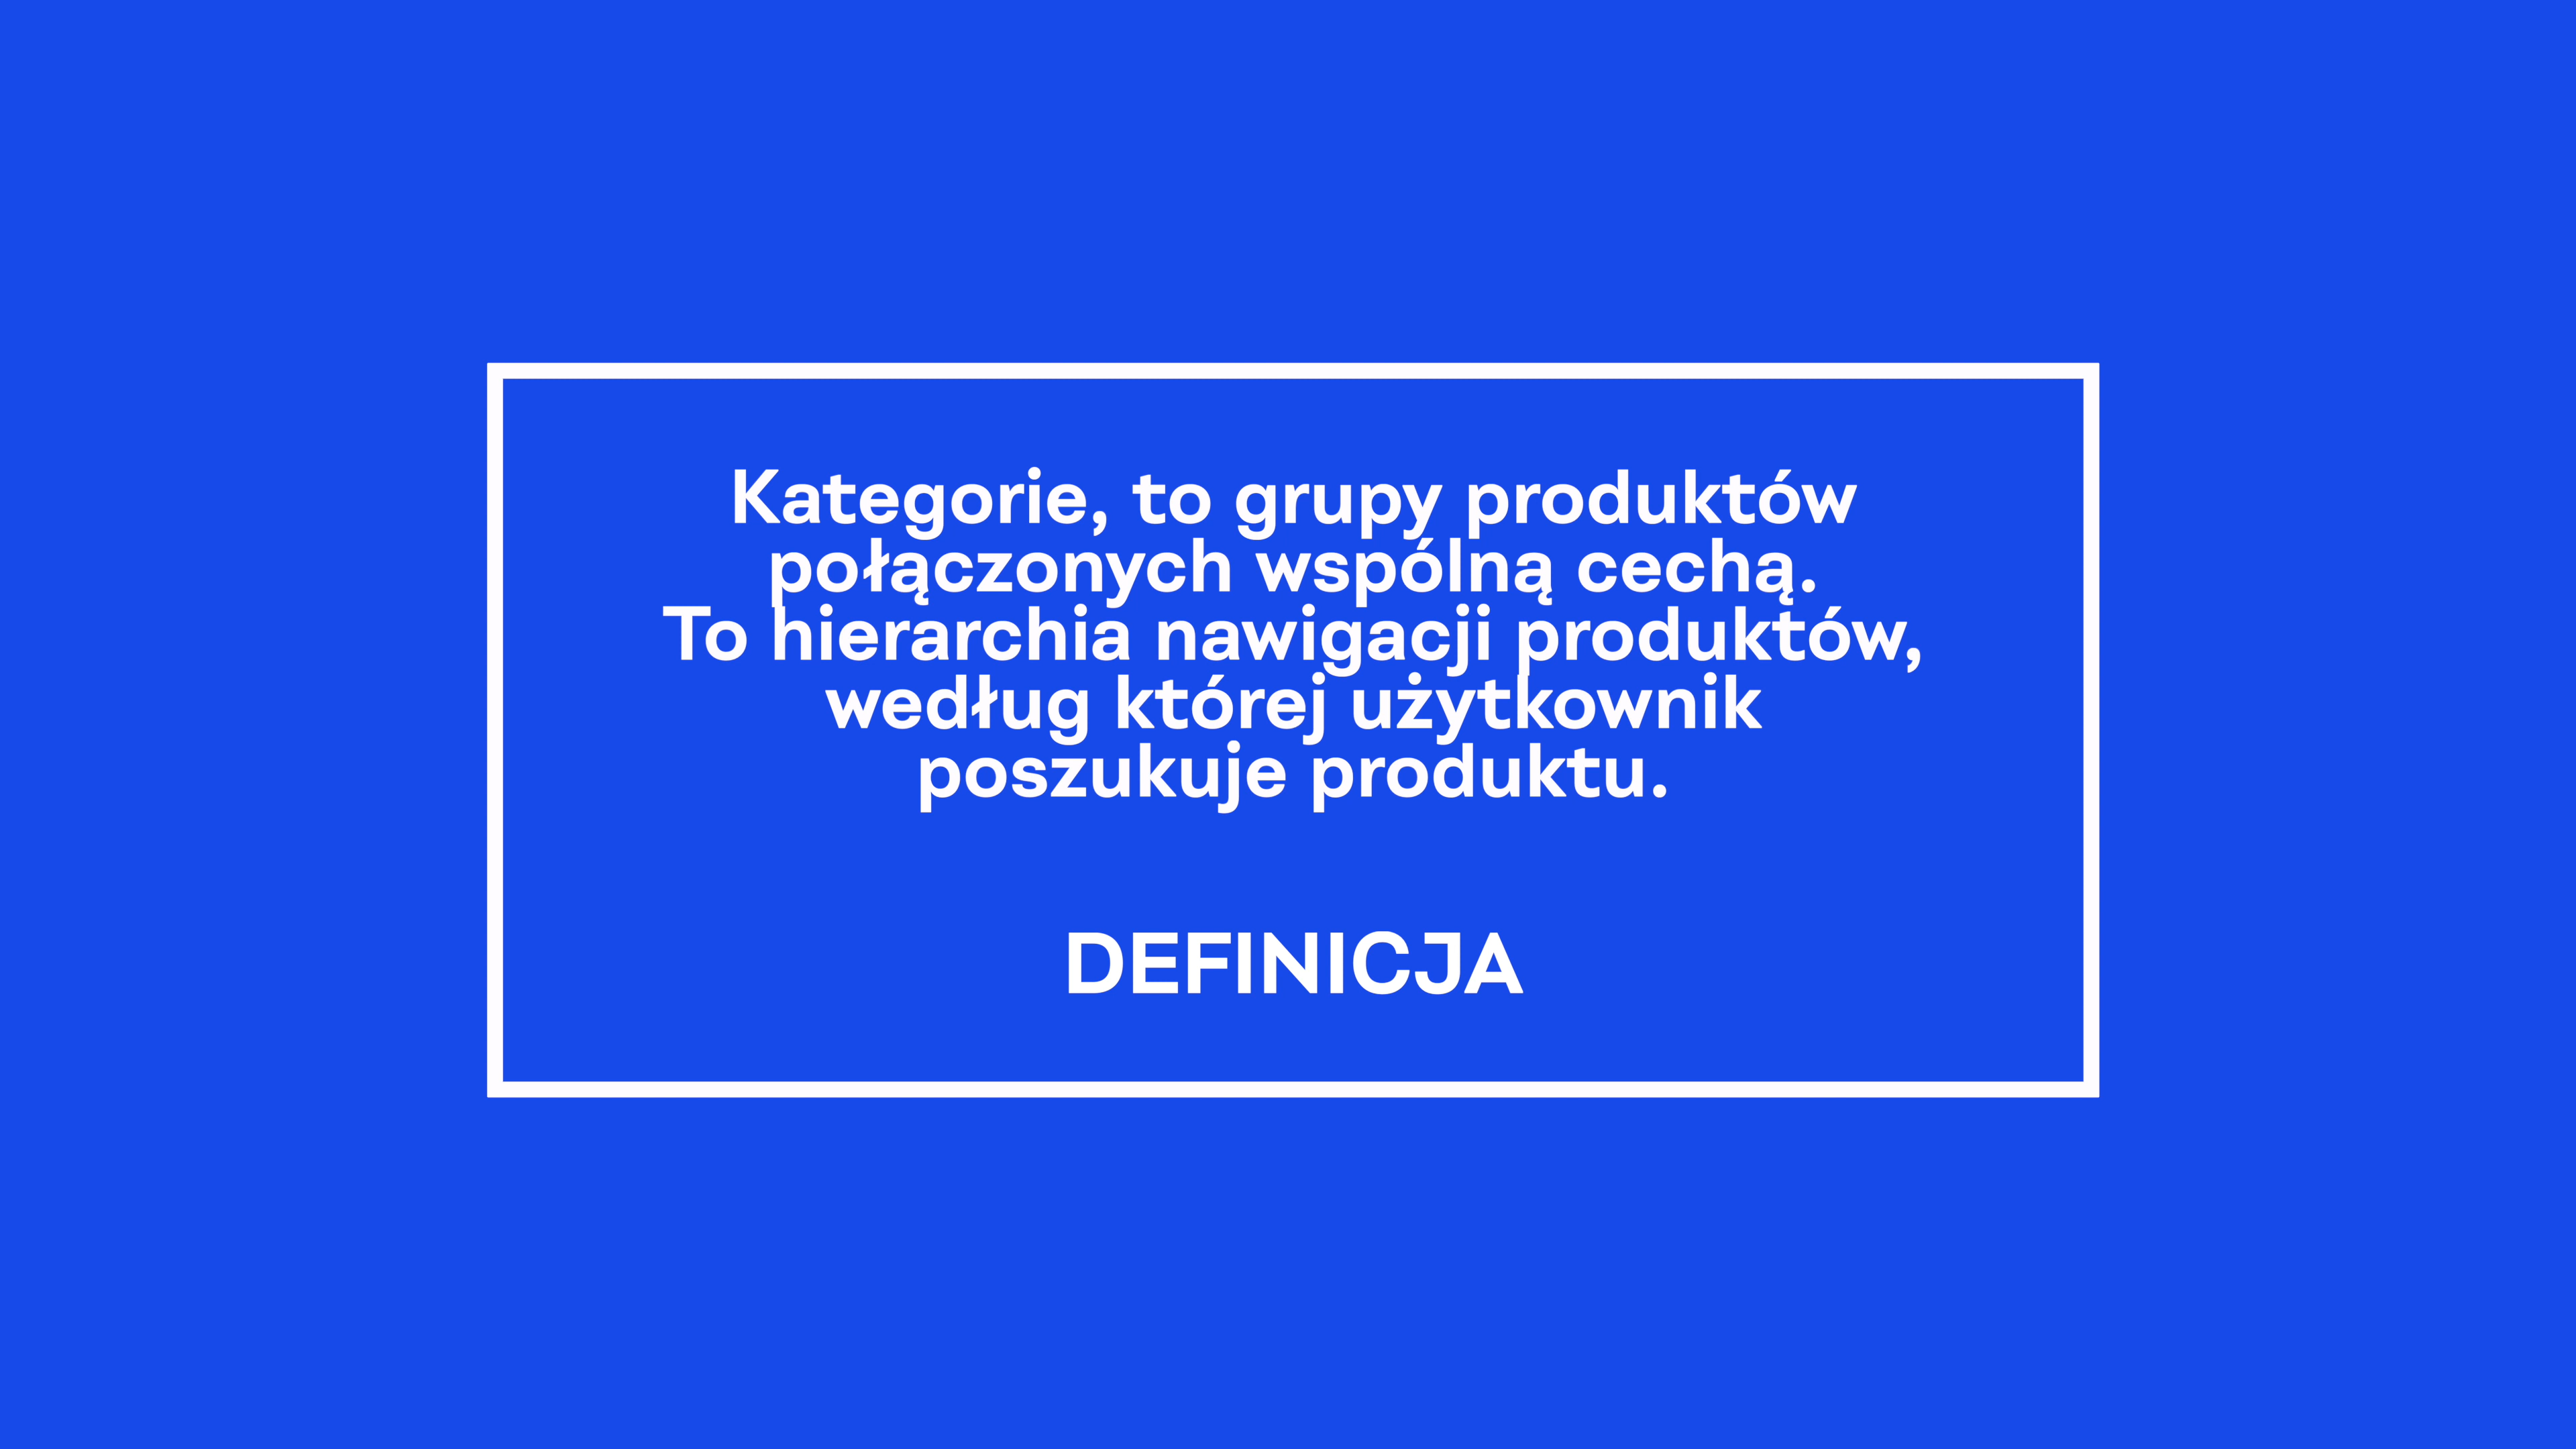 Kategorie, to grupy produktów
połączonych wspólną cechą.
To hierarchia nawigacji produktów,
według której użytkownik
poszukuje produktu.
DEFINICJA